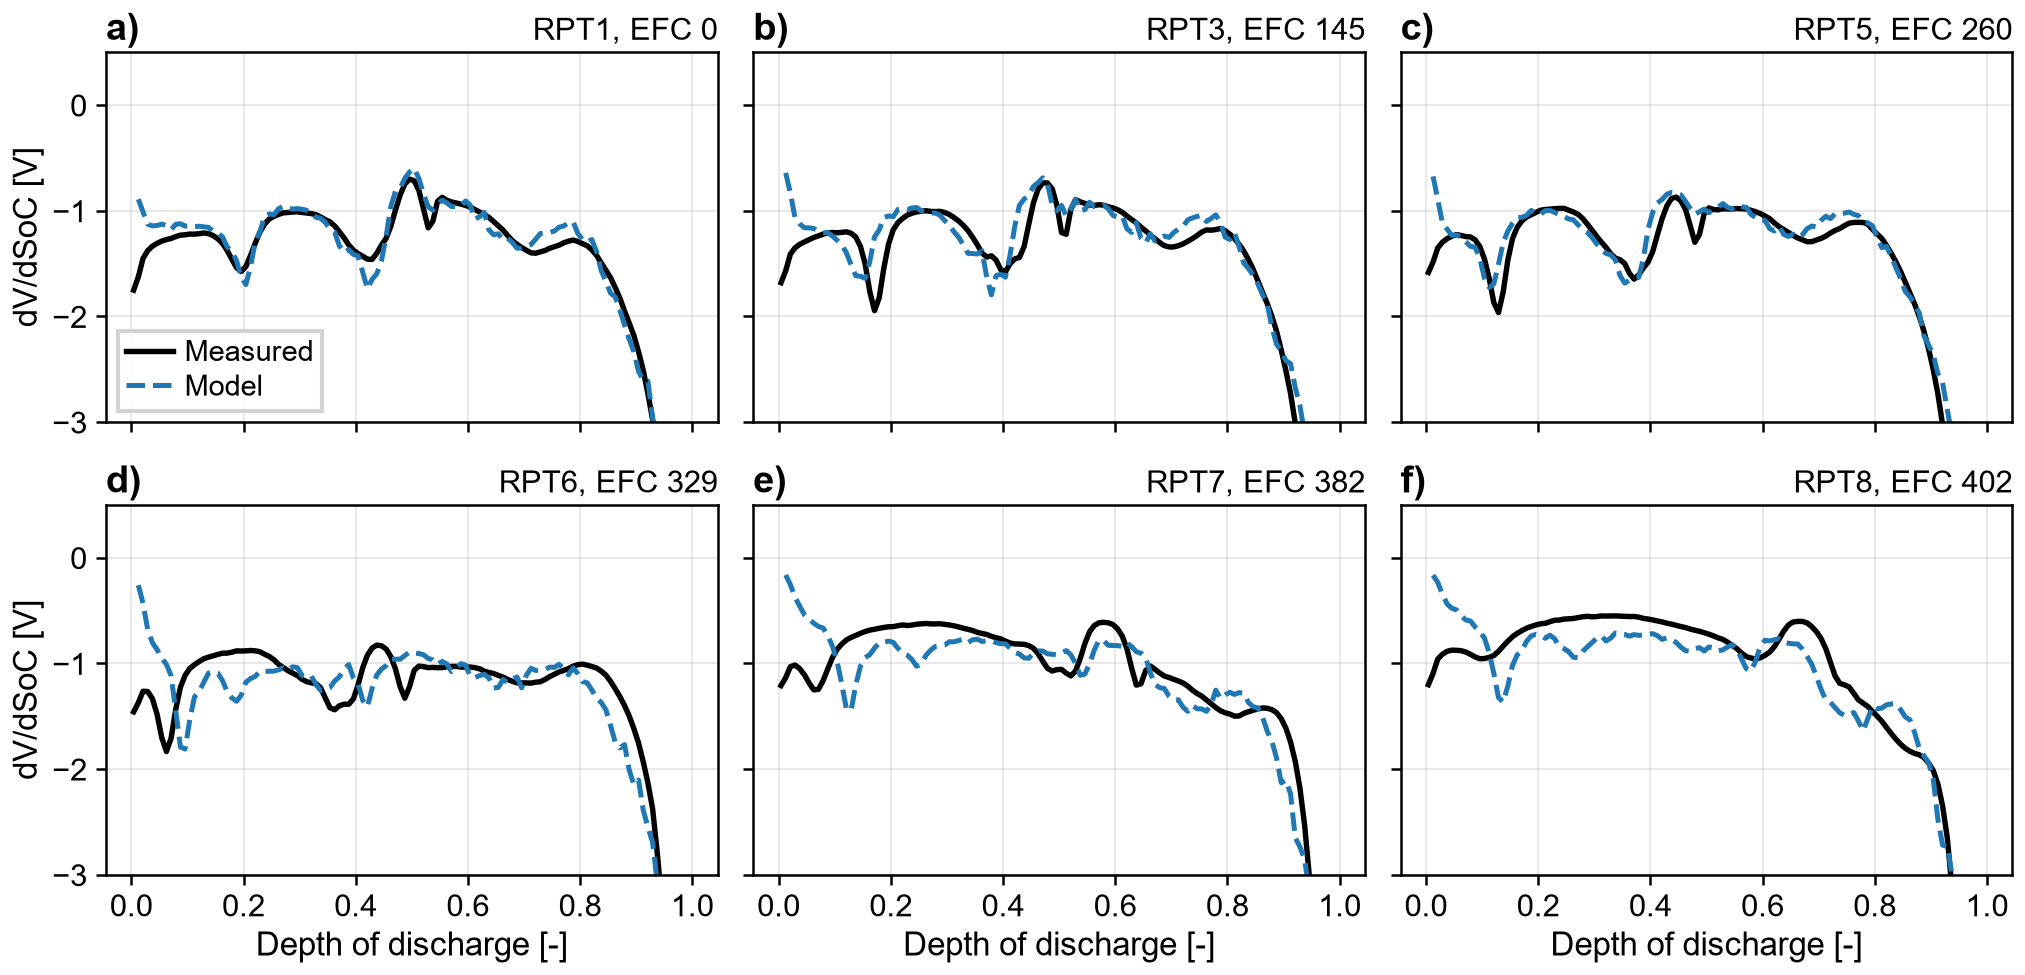 a) RPT1, EFC 0
b) RPT3, EFC 145
c) RPT5, EFC 260
dV/dSoC [V]
0
−1
−2
−3
Measured
Model
d) RPT6, EFC 329
e) RPT7, EFC 382
f) RPT8, EFC 402
dV/dSoC [V]
0
−1
−2
−3
0.0 0.2 0.4 0.6 0.8 1.0
0.0 0.2 0.4 0.6 0.8 1.0
0.0 0.2 0.4 0.6 0.8 1.0
Depth of discharge [-]
Depth of discharge [-]
Depth of discharge [-]